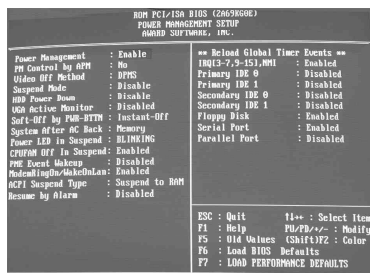 ROM PCI/ISA BIOS (2A69KG0E)
POWER MANAGEMENT SETUP
AWARD SOFTWARE, INC.
Power Management : Enable
PM Control by APM : No
Video Off Method : DPMS
Suspend Mode : Disable
HDD Power Down : Disable
VGA Active Monitor : Disabled
Soft-Off by PWR-BTTN : Instant-Off
System After AC Back : Memory
Power LED in Suspend : BLINKING
CPUFAN Off In Suspend: Enabled
PME Event Wakeup : Disabled
ModemRingOn/WakeOnLan: Enabled
ACPI Suspend Type : Suspend to RAM
Resume by Alarm : Disabled
** Reload Global Timer Events **
IRQ[3-7,9-15],NMI : Enabled
Primary IDE 0 : Disabled
Primary IDE 1 : Disabled
Secondary IDE 0 : Disabled
Secondary IDE 1 : Disabled
Floppy Disk : Enabled
Serial Port : Enabled
Parallel Port : Disabled
ESC : Quit ↑↓↔ : Select Item
F1 : Help PU/PD/+/- : Modify
F5 : Old Values (Shift)F2 : Color
F6 : Load BIOS Defaults
F7 : LOAD PERFORMANCE DEFAULTS